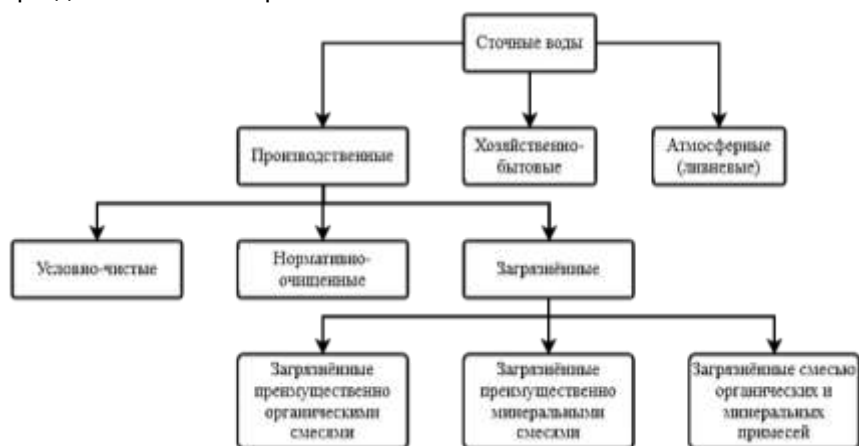 Сточные воды
Производственные
Хозяйственно-
бытовые
Атмосферные
(ливневые)
Условно-чистые
Нормативно-
очищенные
Загрязнённые
Загрязнённые
преимущественно
органическими
смесями
Загрязнённые
преимущественно
минеральными
смесями
Загрязнённые смесью
органических и
минеральных
примесей